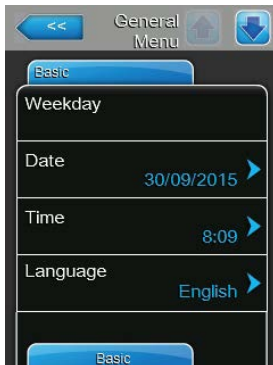 <<
General
Menu
Basic
Weekday
Date
30/09/2015
Time
8:09
Language
English
Basic